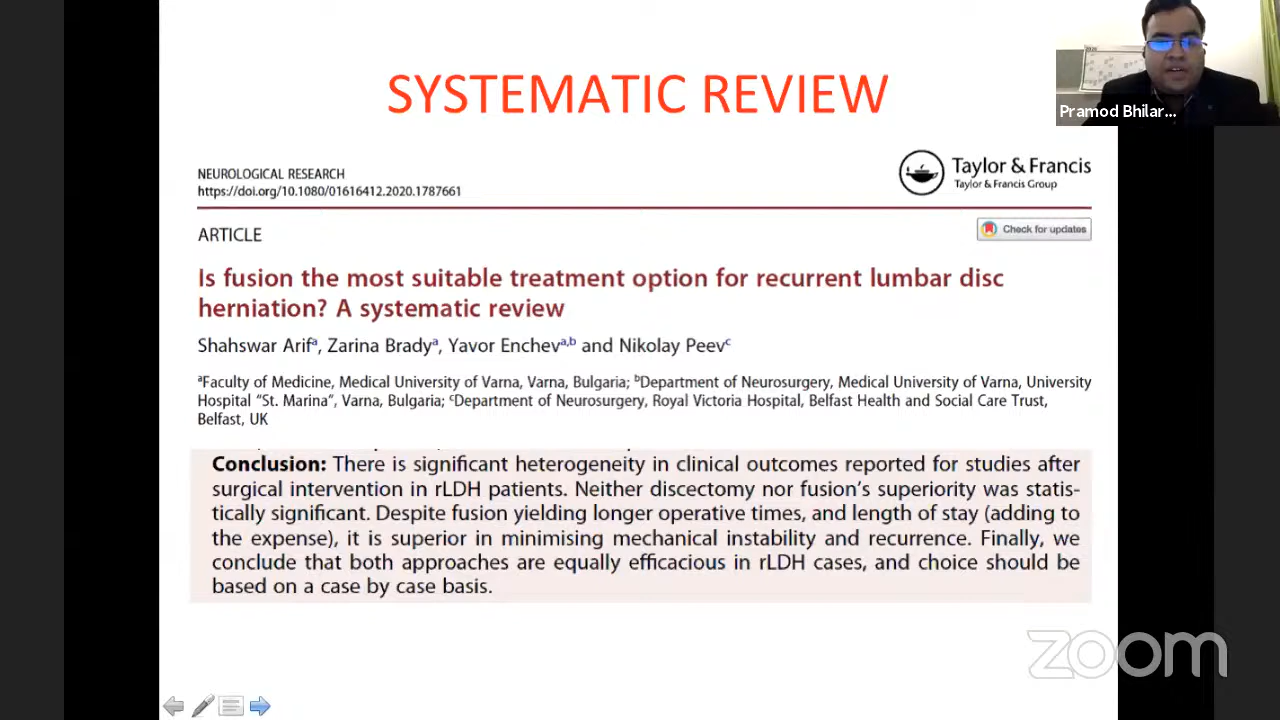 SYSTEMATIC REVIEW
Pramod Bhilar...
NEUROLOGICAL RESEARCH
https://doi.org/10.1080/01616412.2020.1787661
Taylor & Francis
Taylor & Francis Group
ARTICLE
Check for updates
Is fusion the most suitable treatment option for recurrent lumbar disc
herniation? A systematic review
Shahswar Arifᵃ, Zarina Bradyᵃ, Yavor Enchevᵃ,ᵇ and Nikolay Peevᶜ
ᵃFaculty of Medicine, Medical University of Varna, Varna, Bulgaria; ᵇDepartment of Neurosurgery, Medical University of Varna, University
Hospital “St. Marina”, Varna, Bulgaria; ᶜDepartment of Neurosurgery, Royal Victoria Hospital, Belfast Health and Social Care Trust,
Belfast, UK
Conclusion: There is significant heterogeneity in clinical outcomes reported for studies after
surgical intervention in rLDH patients. Neither discectomy nor fusion’s superiority was statis-
tically significant. Despite fusion yielding longer operative times, and length of stay (adding to
the expense), it is superior in minimising mechanical instability and recurrence. Finally, we
conclude that both approaches are equally efficacious in rLDH cases, and choice should be
based on a case by case basis.
zoom